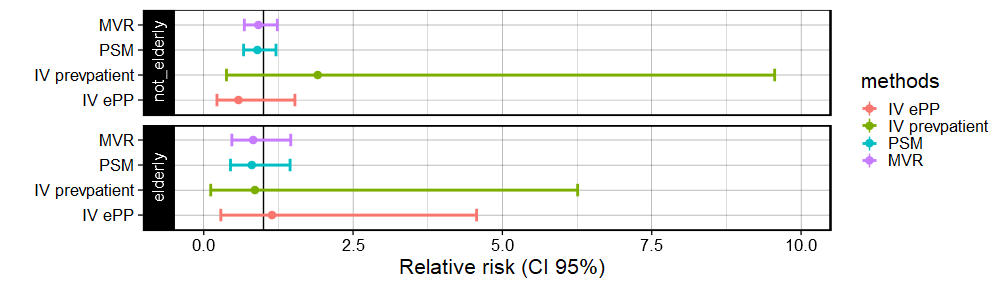 not_elderly
MVR
PSM
IV prevpatient
IV ePP
elderly
MVR
PSM
IV prevpatient
IV ePP
0.0 2.5 5.0 7.5 10.0
Relative risk (CI 95%)
methods
IV ePP
IV prevpatient
PSM
MVR